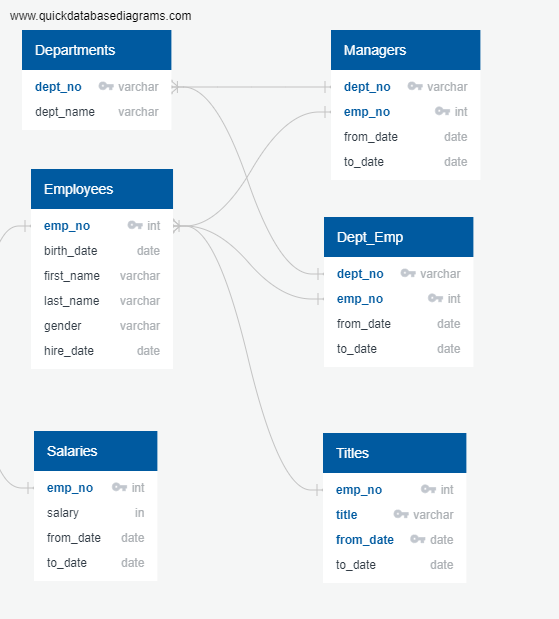 www.quickdatabasediagrams.com
Departments
dept_no varchar
dept_name varchar
Managers
dept_no varchar
emp_no int
from_date date
to_date date
Employees
emp_no int
birth_date date
first_name varchar
last_name varchar
gender varchar
hire_date date
Dept_Emp
dept_no varchar
emp_no int
from_date date
to_date date
Salaries
emp_no int
salary in
from_date date
to_date date
Titles
emp_no int
title varchar
from_date date
to_date date